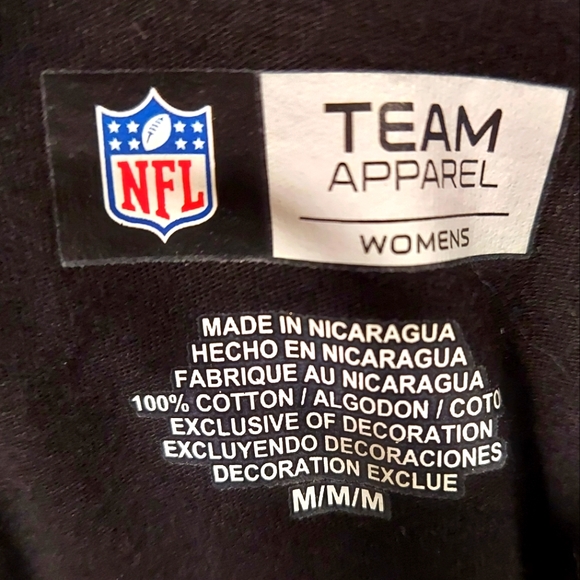 NFL
TEAM
APPAREL
WOMENS
MADE IN NICARAGUA
HECHO EN NICARAGUA
FABRIQUE AU NICARAGUA
100% COTTON / ALGODON / COTO
EXCLUSIVE OF DECORATION
EXCLUYENDO DECORACIONES
DECORATION EXCLUE
M/M/M